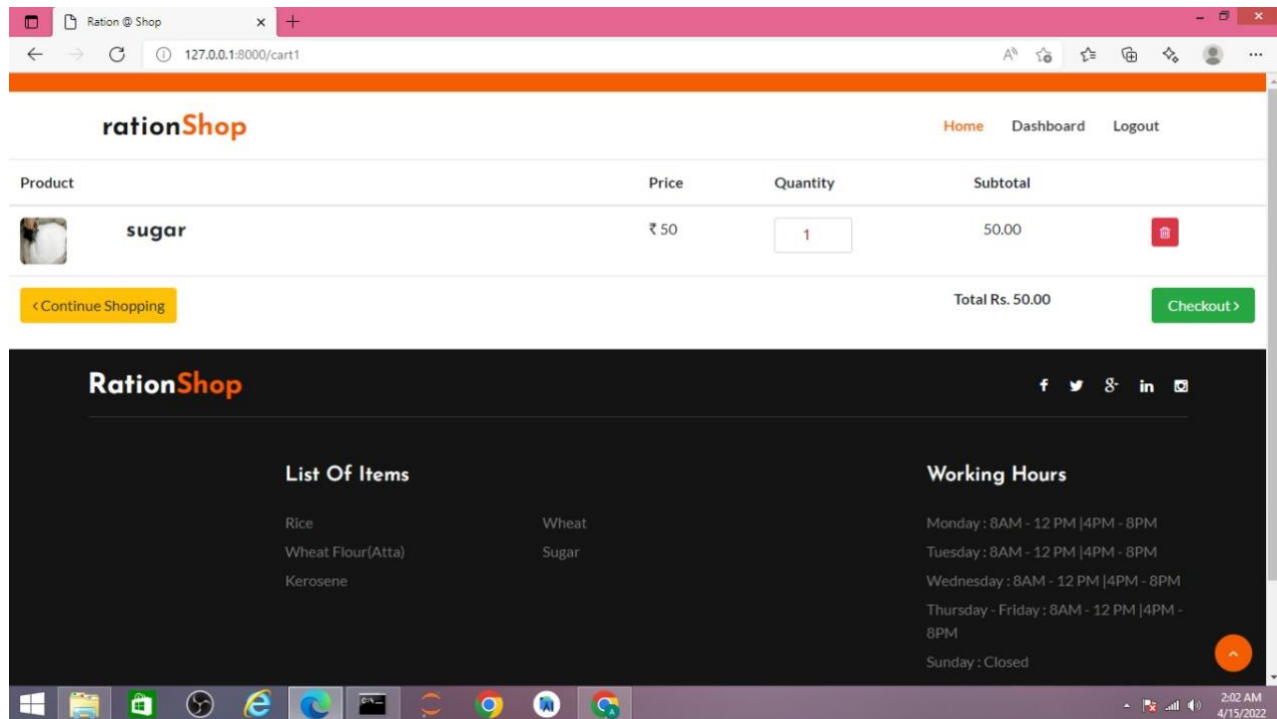 Ration @ Shop
127.0.0.1:8000/cart1
rationShop
Home Dashboard Logout
Product Price Quantity Subtotal
sugar ₹ 50 1 50.00
Continue Shopping Total Rs. 50.00 Checkout
RationShop
List Of Items Working Hours
Rice Wheat Monday : 8AM - 12 PM |4PM - 8PM
Wheat Flour(Atta) Sugar Tuesday : 8AM - 12 PM |4PM - 8PM
Kerosene Wednesday : 8AM - 12 PM |4PM - 8PM
Thursday - Friday : 8AM - 12 PM |4PM -
8PM
Sunday : Closed
2:02 AM
4/15/2022